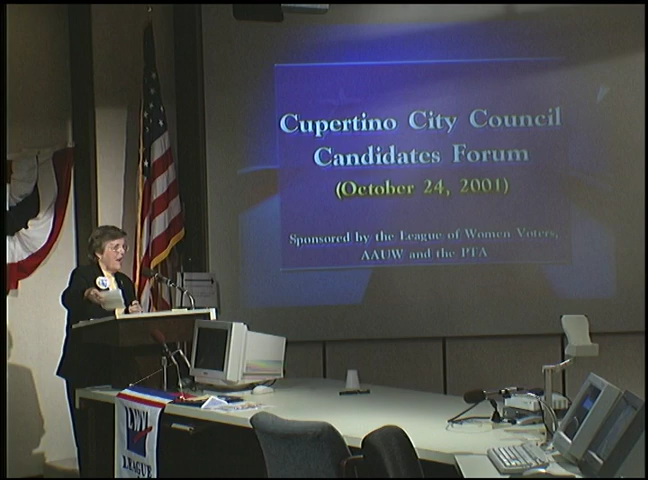 Cupertino City Council
Candidates Forum
(October 24, 2001)
Sponsored by the League of Women Voters,
AAUW and the PTA
LWV
LEAGUE